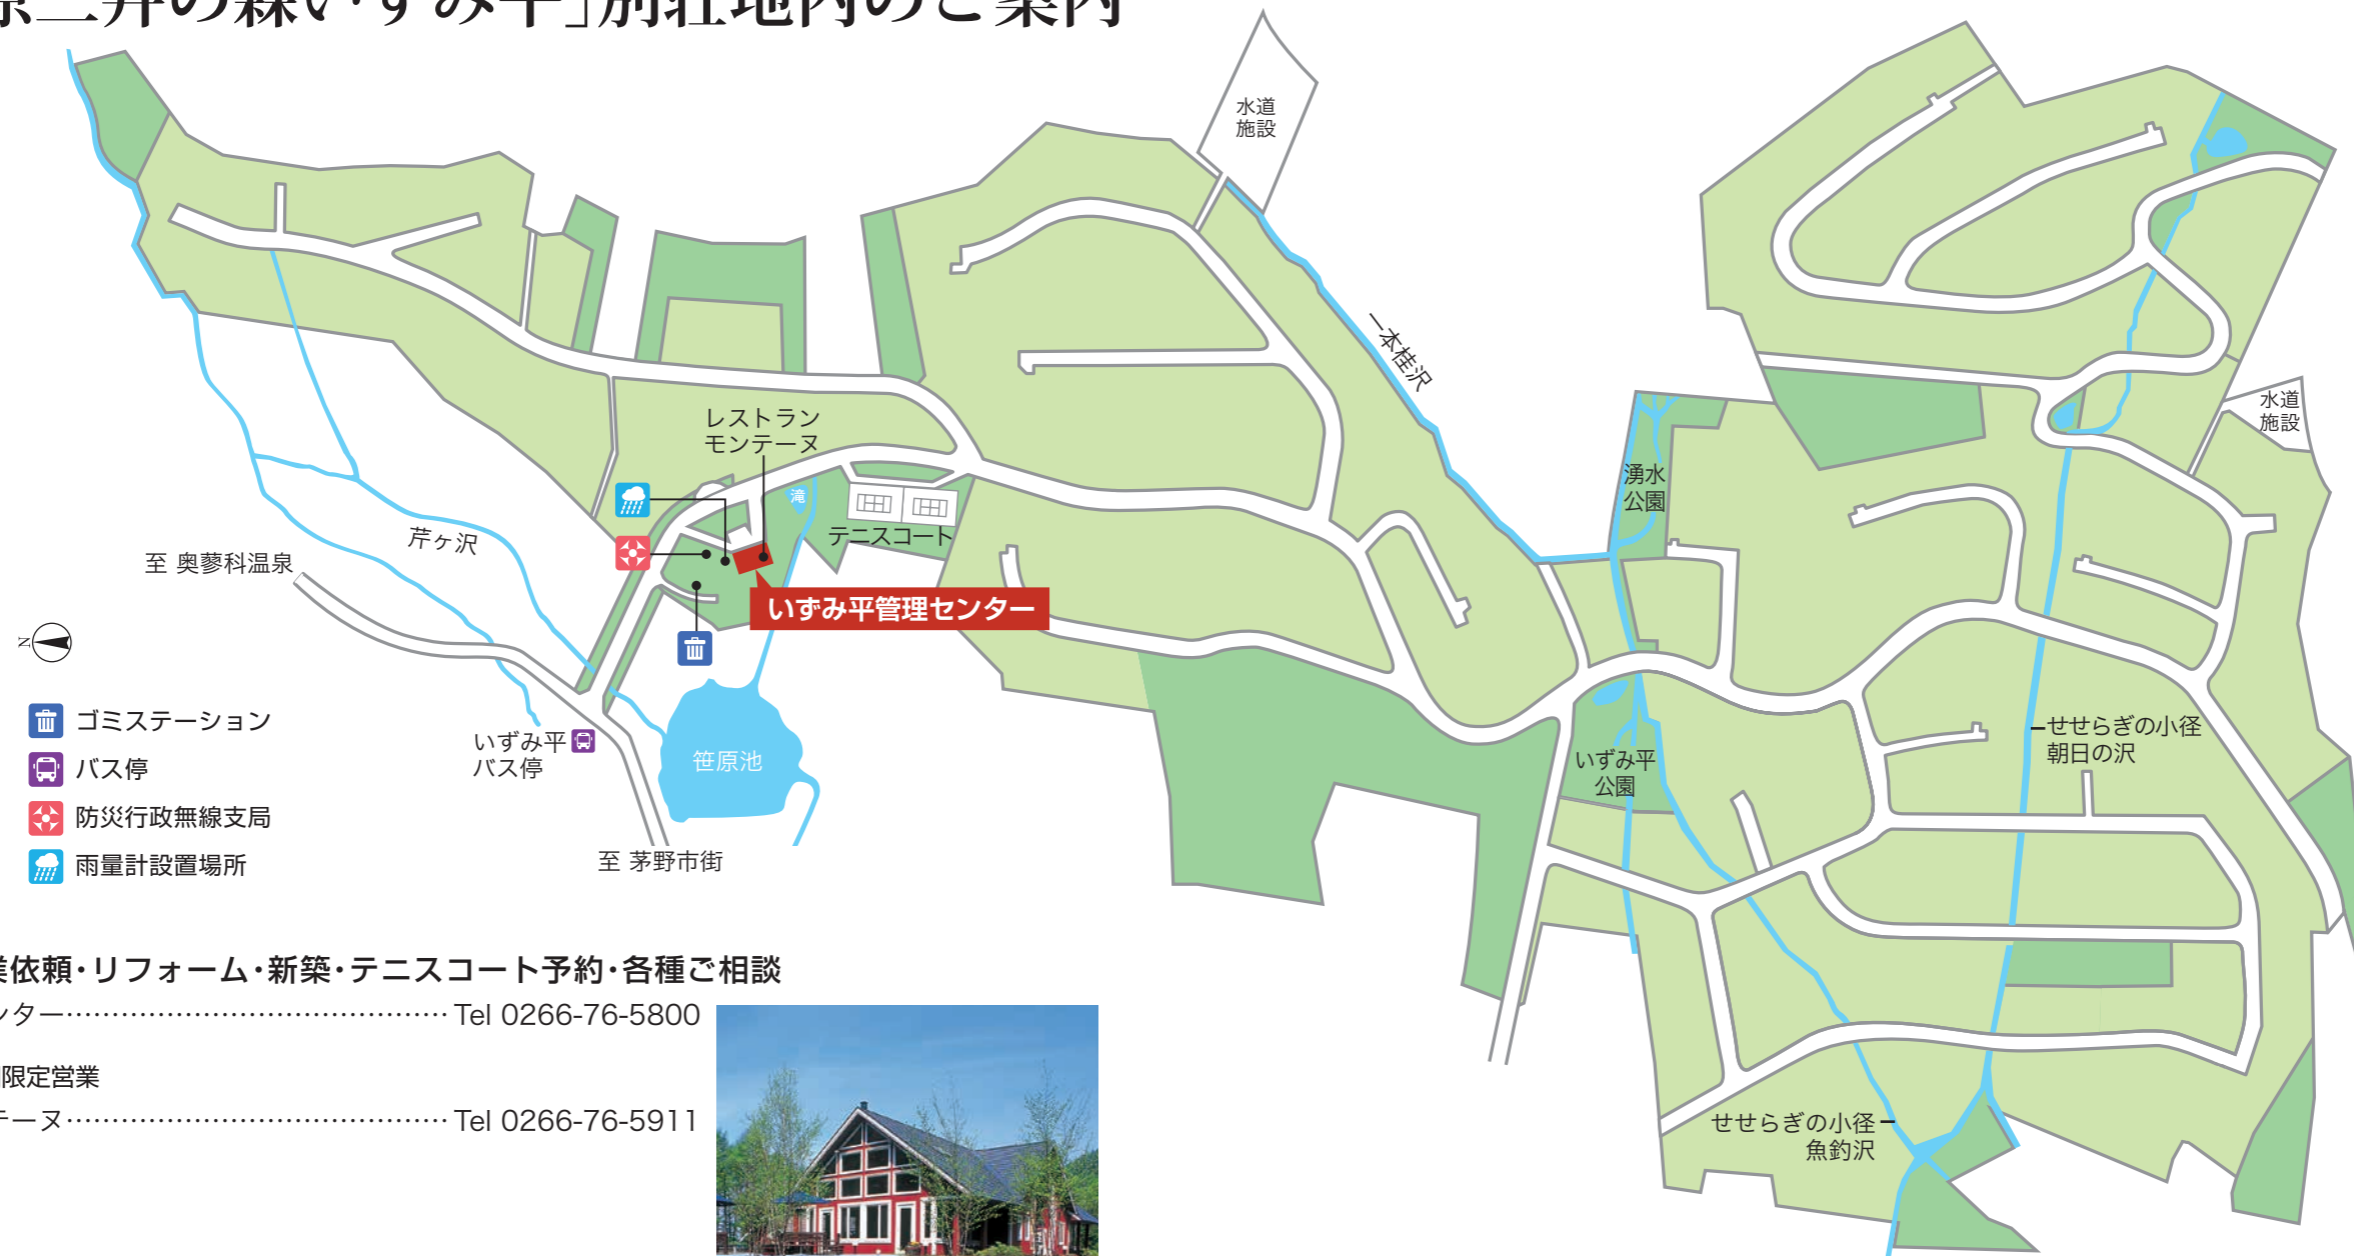 井の森いずみ平」別荘地内のご案内
水道
施設
一本桂沢
レストラン
モンテーヌ
滝
テニスコート
湧水
公園
水道
施設
芹ヶ沢
至 奥蓼科温泉
いずみ平管理センター
N
ゴミステーション
バス停
防災行政無線支局
雨量計設置場所
いずみ平
バス停
笹原池
至 茅野市街
いずみ平
公園
せせらぎの小径
朝日の沢
せせらぎの小径
魚釣沢
依頼・リフォーム・新築・テニスコート予約・各種ご相談
ンター……………………………………Tel 0266-76-5800
限定営業
テーヌ……………………………………Tel 0266-76-5911